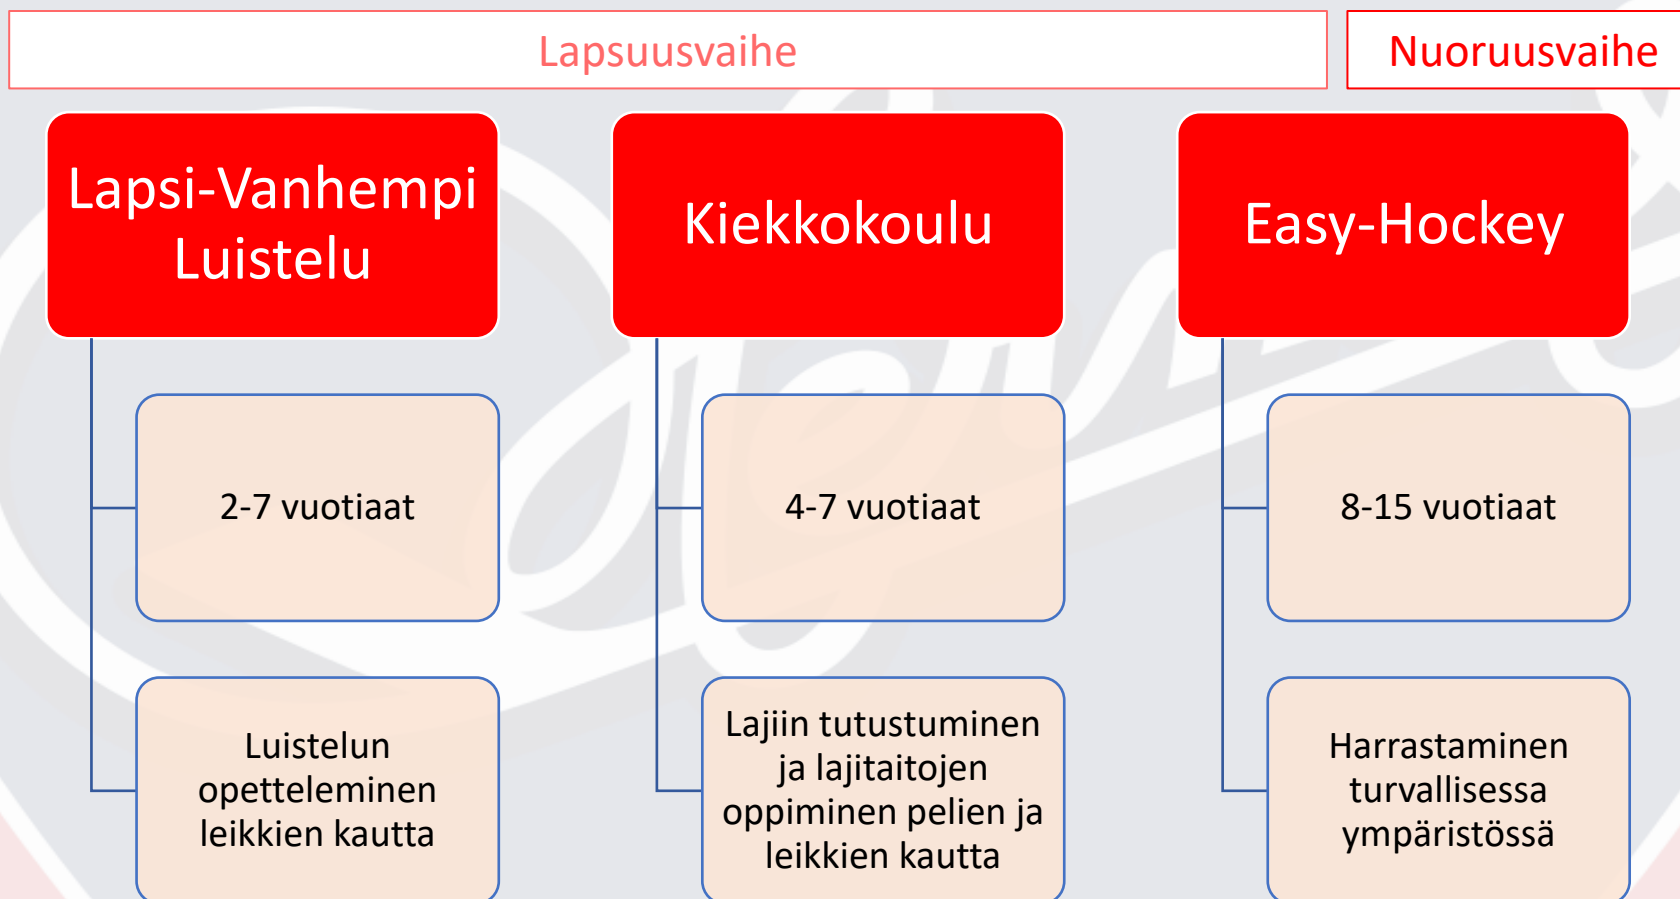 Lapsuusvaihe
Nuoruusvaihe
Lapsi-Vanhempi
Luistelu
2-7 vuotiaat
Luistelun
opetteleminen
leikkien kautta
Kiekkokoulu
4-7 vuotiaat
Lajiin tutustuminen
ja lajitaitojen
oppiminen pelien ja
leikkien kautta
Easy-Hockey
8-15 vuotiaat
Harrastaminen
turvallisessa
ympäristössä